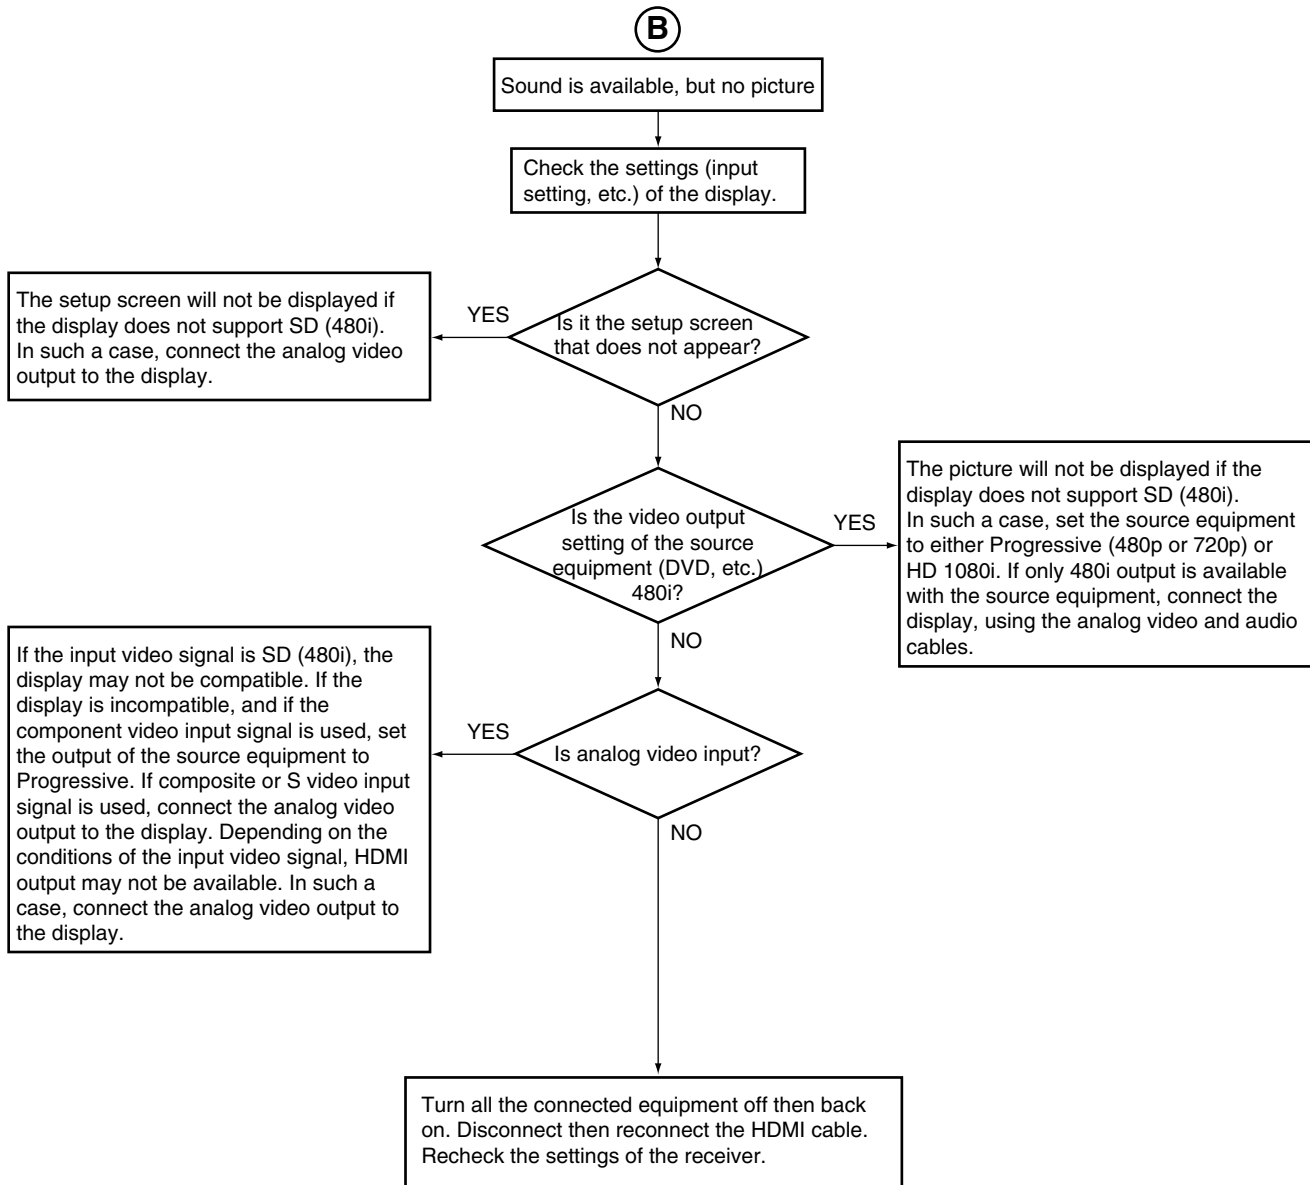 B
Sound is available, but no picture
Check the settings (input
setting, etc.) of the display.
Is it the setup screen
that does not appear?
YES
The setup screen will not be displayed if
the display does not support SD (480i).
In such a case, connect the analog video
output to the display.
NO
Is the video output
setting of the source
equipment (DVD, etc.)
480i?
YES
The picture will not be displayed if the
display does not support SD (480i).
In such a case, set the source equipment
to either Progressive (480p or 720p) or
HD 1080i. If only 480i output is available
with the source equipment, connect the
display, using the analog video and audio
cables.
NO
Is analog video input?
YES
If the input video signal is SD (480i), the
display may not be compatible. If the
display is incompatible, and if the
component video input signal is used, set
the output of the source equipment to
Progressive. If composite or S video input
signal is used, connect the analog video
output to the display. Depending on the
conditions of the input video signal, HDMI
output may not be available. In such a
case, connect the analog video output to
the display.
NO
Turn all the connected equipment off then back
on. Disconnect then reconnect the HDMI cable.
Recheck the settings of the receiver.